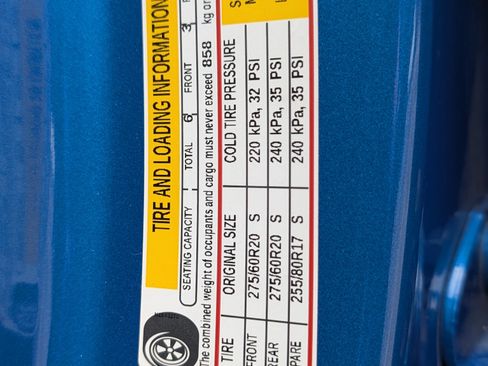 TIRE AND LOADING INFORMATION
SEATING CAPACITY TOTAL 6 FRONT 3
The combined weight of occupants and cargo must never exceed 858 kg or
TIRE ORIGINAL SIZE COLD TIRE PRESSURE
FRONT 275/60R20 S 220 kPa, 32 PSI
REAR 275/60R20 S 240 kPa, 35 PSI
PARE 255/80R17 S 240 kPa, 35 PSI